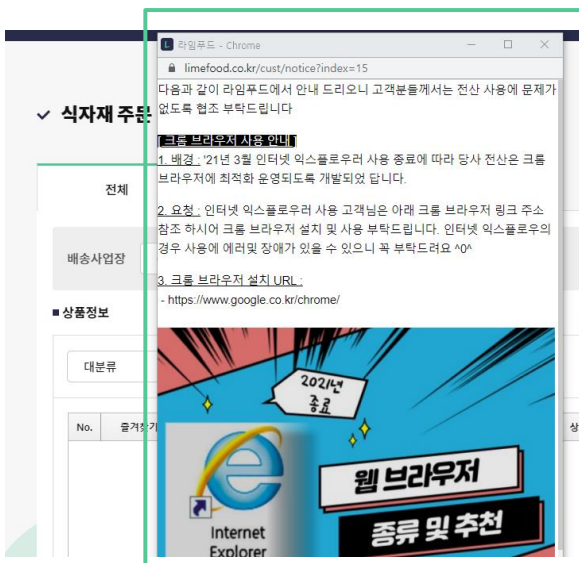 라임푸드 - Chrome
limefood.co.kr/cust/notice?index=15
다음과 같이 라임푸드에서 안내 드리오니 고객분들께서는 전산 사용에 문제가
없도록 협조 부탁드립니다
[ 크롬 브라우저 사용 안내 ]
1. 배경 : '21년 3월 인터넷 익스플로우러 사용 종료에 따라 당사 전산은 크롬
브라우저에 최적화 운영되도록 개발되었 답니다.
2. 요청 : 인터넷 익스플로우러 사용 고객님은 아래 크롬 브라우저 링크 주소
참조 하시어 크롬 브라우저 설치 및 사용 부탁드립니다. 인터넷 익스플로우의
경우 사용에 에러및 장애가 있을 수 있으니 꼭 부탁드려요 ^0^
3. 크롬 브라우저 설치 URL :
- https://www.google.co.kr/chrome/
2021년
종료
웹 브라우저
종류 및 추천
Internet
Explorer
식자재 주문
전체
배송사업장
상품정보
대분류
No.
즐겨찾기
상